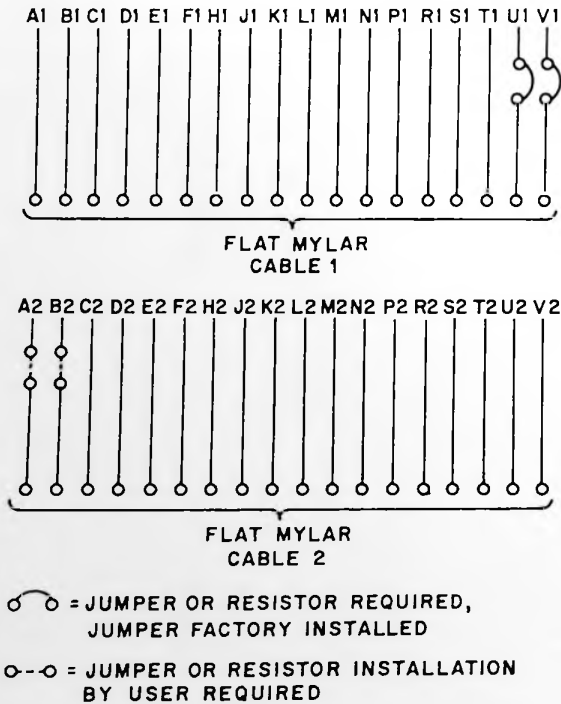 A1 B1 C1 D1 E1 F1 H1 J1 K1 L1 M1 N1 P1 R1 S1 T1 U1 V1
FLAT MYLAR
CABLE 1
A2 B2 C2 D2 E2 F2 H2 J2 K2 L2 M2 N2 P2 R2 S2 T2 U2 V2
FLAT MYLAR
CABLE 2
= JUMPER OR RESISTOR REQUIRED,
JUMPER FACTORY INSTALLED
= JUMPER OR RESISTOR INSTALLATION
BY USER REQUIRED